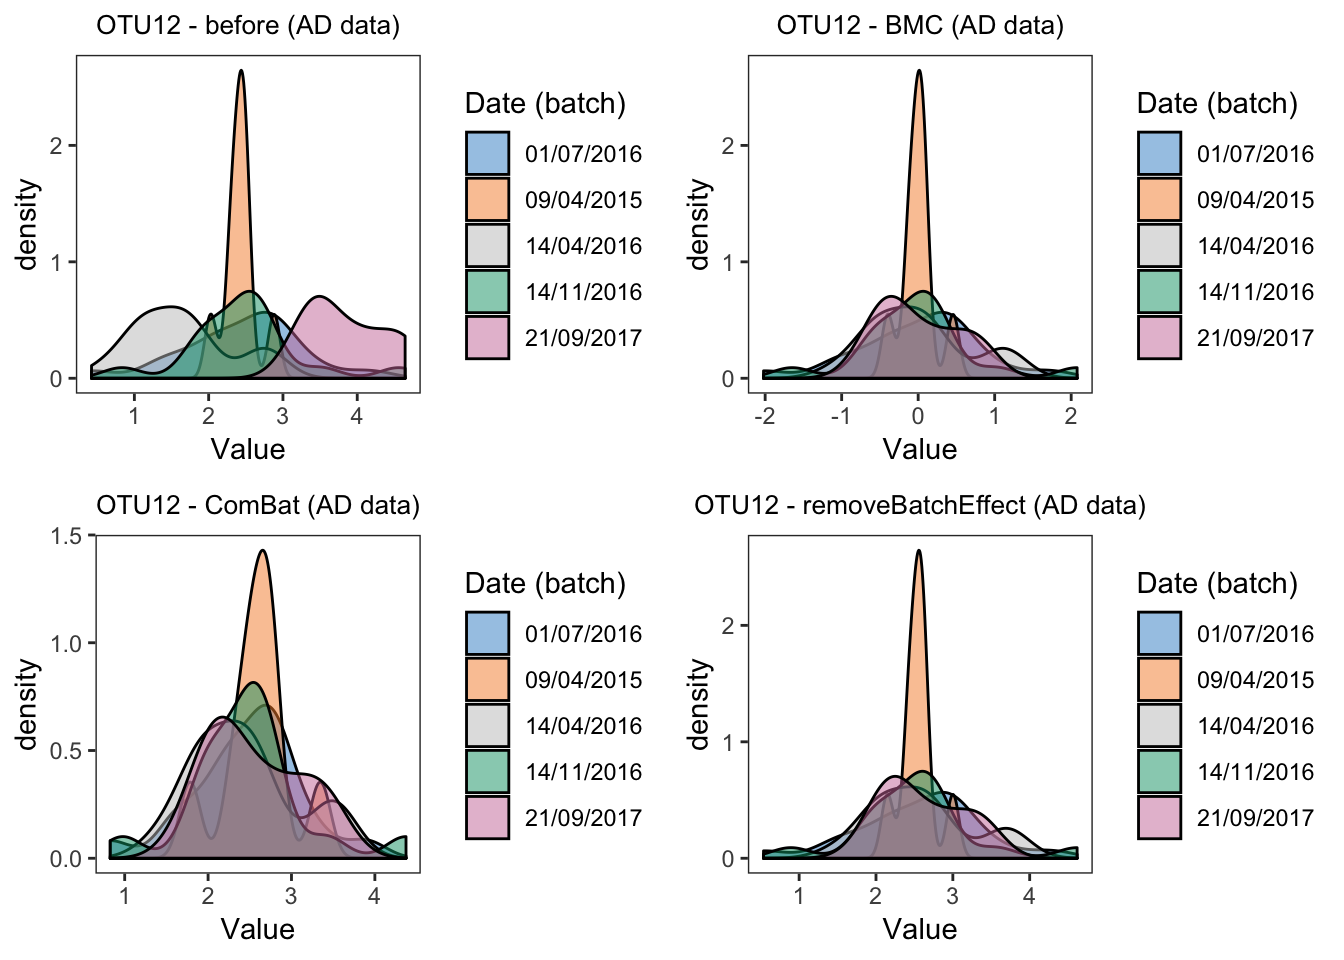 OTU12 - before (AD data)
density
2
1
0
1 2 3 4
Value
Date (batch)
01/07/2016
09/04/2015
14/04/2016
14/11/2016
21/09/2017
OTU12 - BMC (AD data)
density
2
1
0
-2 -1 0 1 2
Value
Date (batch)
01/07/2016
09/04/2015
14/04/2016
14/11/2016
21/09/2017
OTU12 - ComBat (AD data)
density
1.5
1.0
0.5
0.0
1 2 3 4
Value
Date (batch)
01/07/2016
09/04/2015
14/04/2016
14/11/2016
21/09/2017
OTU12 - removeBatchEffect (AD data)
density
2
1
0
1 2 3 4
Value
Date (batch)
01/07/2016
09/04/2015
14/04/2016
14/11/2016
21/09/2017